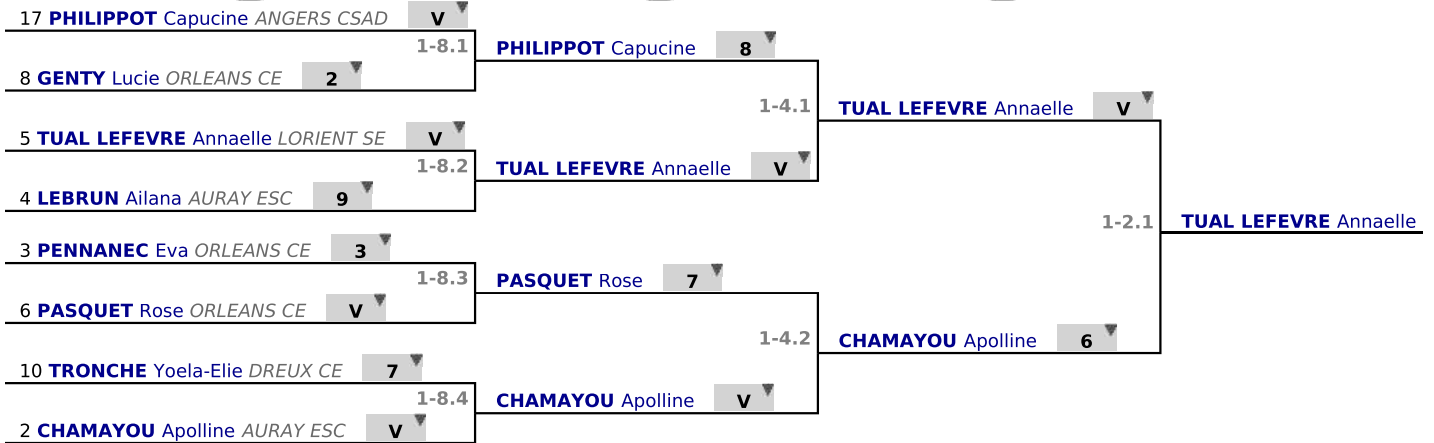 17 PHILIPPOT Capucine ANGERS CSAD V
1-8.1
PHILIPPOT Capucine 8
8 GENTY Lucie ORLEANS CE 2
1-4.1
TUAL LEFEVRE Annaelle V
5 TUAL LEFEVRE Annaelle LORIENT SE V
1-8.2
TUAL LEFEVRE Annaelle V
4 LEBRUN Ailana AURAY ESC 9
1-2.1
TUAL LEFEVRE Annaelle
3 PENNANEC Eva ORLEANS CE 3
1-8.3
PASQUET Rose 7
6 PASQUET Rose ORLEANS CE V
1-4.2
CHAMAYOU Apolline 6
10 TRONCHE Yoela-Elie DREUX CE 7
1-8.4
CHAMAYOU Apolline V
2 CHAMAYOU Apolline AURAY ESC V